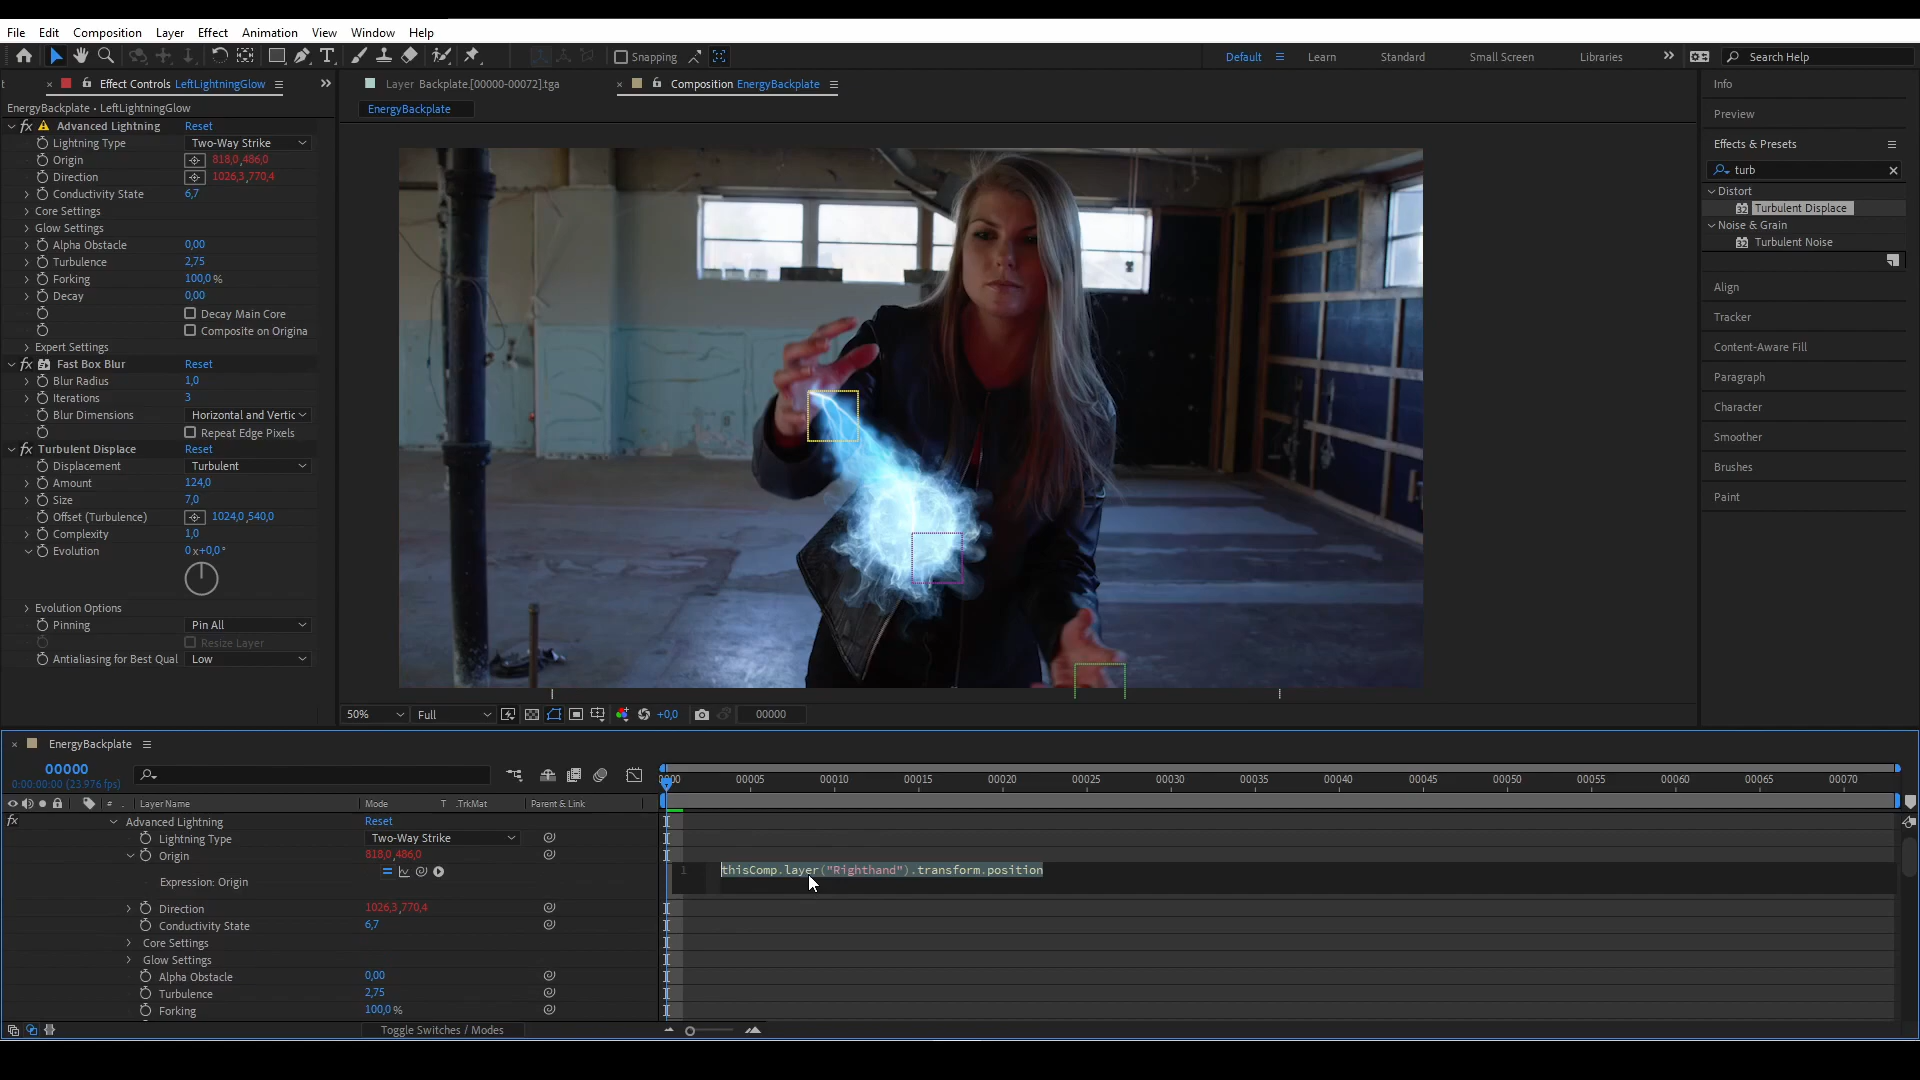 File Edit Composition Layer Effect Animation View Window Help
Snapping
Default Learn Standard Small Screen Libraries Search Help
Effect Controls LeftLightningGlow
Layer Backplate.[00000-00072].tga
Composition EnergyBackplate
Info
EnergyBackplate • LeftLightningGlow
EnergyBackplate
Preview
fx Advanced Lightning Reset
Lightning Type Two-Way Strike
Origin 818,0,486,0
Direction 1026,3,770,4
Conductivity State 6,7
Core Settings
Glow Settings
Alpha Obstacle 0,00
Turbulence 2,75
Forking 100,0 %
Decay 0,00
Decay Main Core
Composite on Origina
Expert Settings
fx Fast Box Blur Reset
Blur Radius 1,0
Iterations 3
Blur Dimensions Horizontal and Vertic
Repeat Edge Pixels
fx Turbulent Displace Reset
Displacement Turbulent
Amount 124,0
Size 7,0
Offset (Turbulence) 1024,0,540,0
Complexity 1,0
Evolution 0x+0,0°
Evolution Options
Pinning Pin All
Resize Layer
Antialiasing for Best Qual Low
Effects & Presets
turb
Distort
32 Turbulent Displace
Noise & Grain
32 Turbulent Noise
Align
Tracker
Content-Aware Fill
Paragraph
Character
Smoother
Brushes
Paint
50% Full +0,0 00000
EnergyBackplate
00000
0:00:00:00 (23.976 fps)
0000 00005 00010 00015 00020 00025 00030 00035 00040 00045 00050 00055 00060 00065 00070
# Layer Name Mode T .TrkMat Parent & Link
fx Advanced Lightning Reset
Lightning Type Two-Way Strike
Origin 818,0,486,0
Expression: Origin
1 thisComp.layer("Righthand").transform.position
Direction 1026,3,770,4
Conductivity State 6,7
Core Settings
Glow Settings
Alpha Obstacle 0,00
Turbulence 2,75
Forking 100,0 %
Toggle Switches / Modes